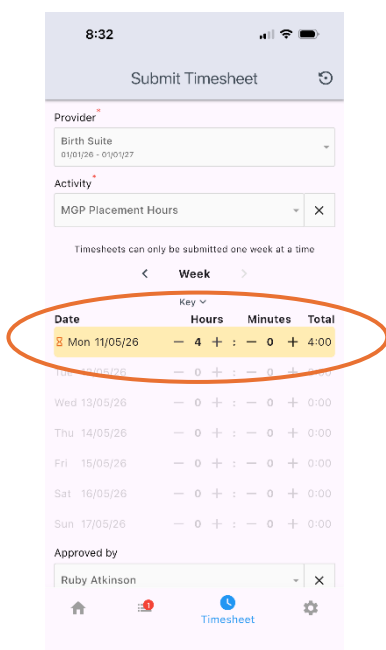 8:32
Submit Timesheet
Provider*
Birth Suite
01/01/26 - 01/01/27
Activity*
MGP Placement Hours
Timesheets can only be submitted one week at a time
Week
Key
Date Hours Minutes Total
Mon 11/05/26 — 4 + : — 0 + 4:00
Tue 12/05/26 — 0 + : — 0 + 0:00
Wed 13/05/26 — 0 + : — 0 + 0:00
Thu 14/05/26 — 0 + : — 0 + 0:00
Fri 15/05/26 — 0 + : — 0 + 0:00
Sat 16/05/26 — 0 + : — 0 + 0:00
Sun 17/05/26 — 0 + : — 0 + 0:00
Approved by
Ruby Atkinson
1
Timesheet